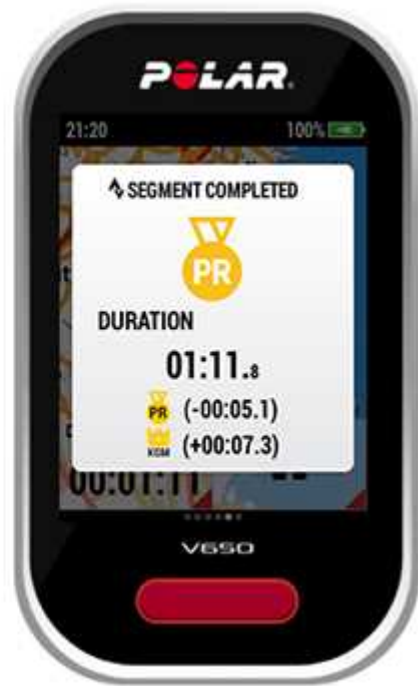 POLAR.
21:20 100%
SEGMENT COMPLETED
PR
DURATION
01:11.8
PR (-00:05.1)
KOM (+00:07.3)
00:01:11
V650